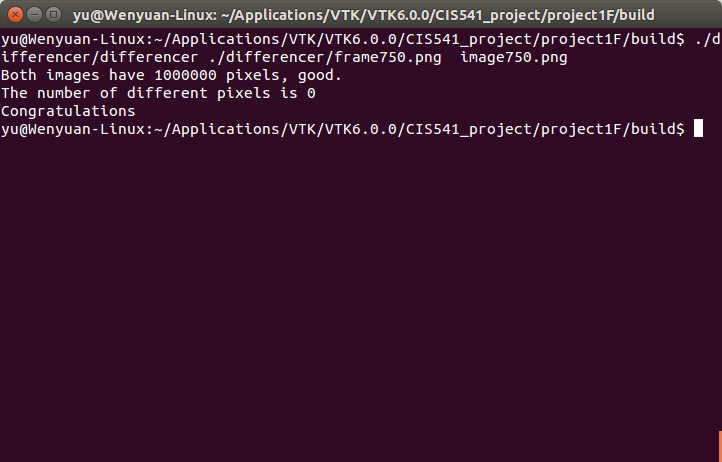 yu@Wenyuan-Linux: ~/Applications/VTK/VTK6.0.0/CIS541_project/project1F/build
yu@Wenyuan-Linux:~/Applications/VTK/VTK6.0.0/CIS541_project/project1F/build$ ./d
ifferencer/differencer ./differencer/frame750.png  image750.png
Both images have 1000000 pixels, good.
The number of different pixels is 0
Congratulations
yu@Wenyuan-Linux:~/Applications/VTK/VTK6.0.0/CIS541_project/project1F/build$